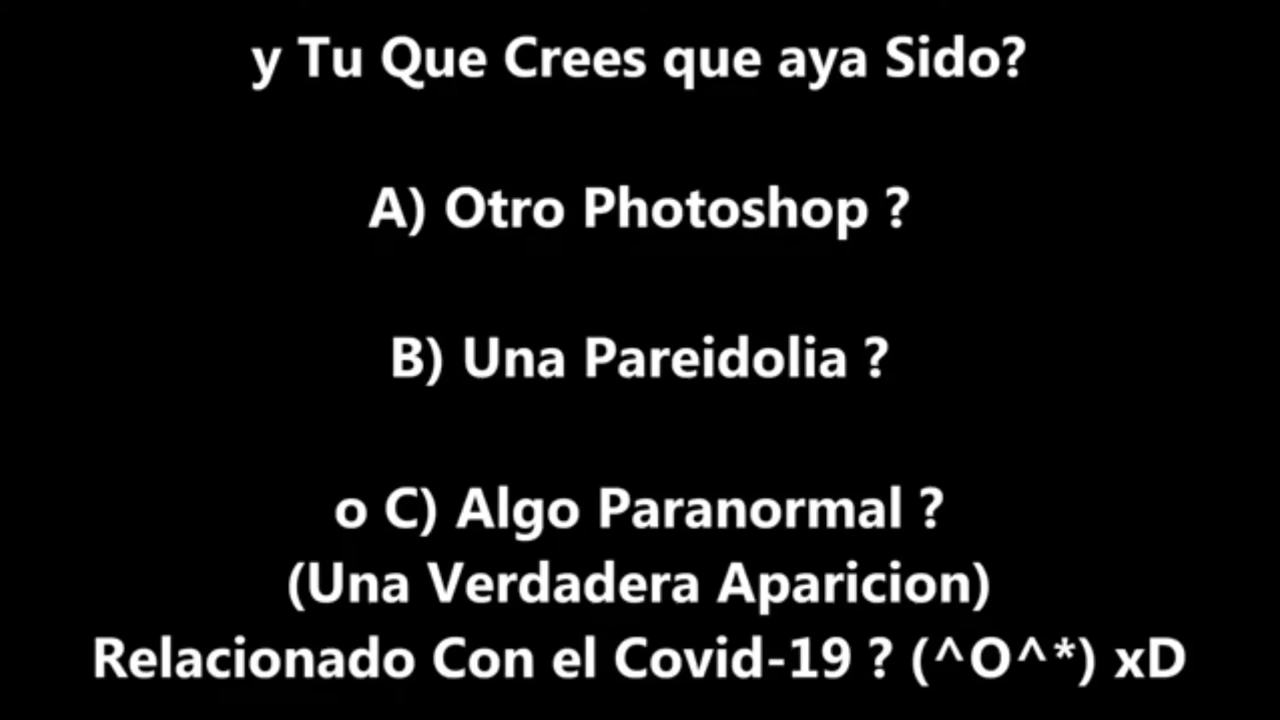 y Tu Que Crees que aya Sido?
A) Otro Photoshop ?
B) Una Pareidolia ?
o C) Algo Paranormal ?
(Una Verdadera Aparicion)
Relacionado Con el Covid-19 ? (^O^*) xD